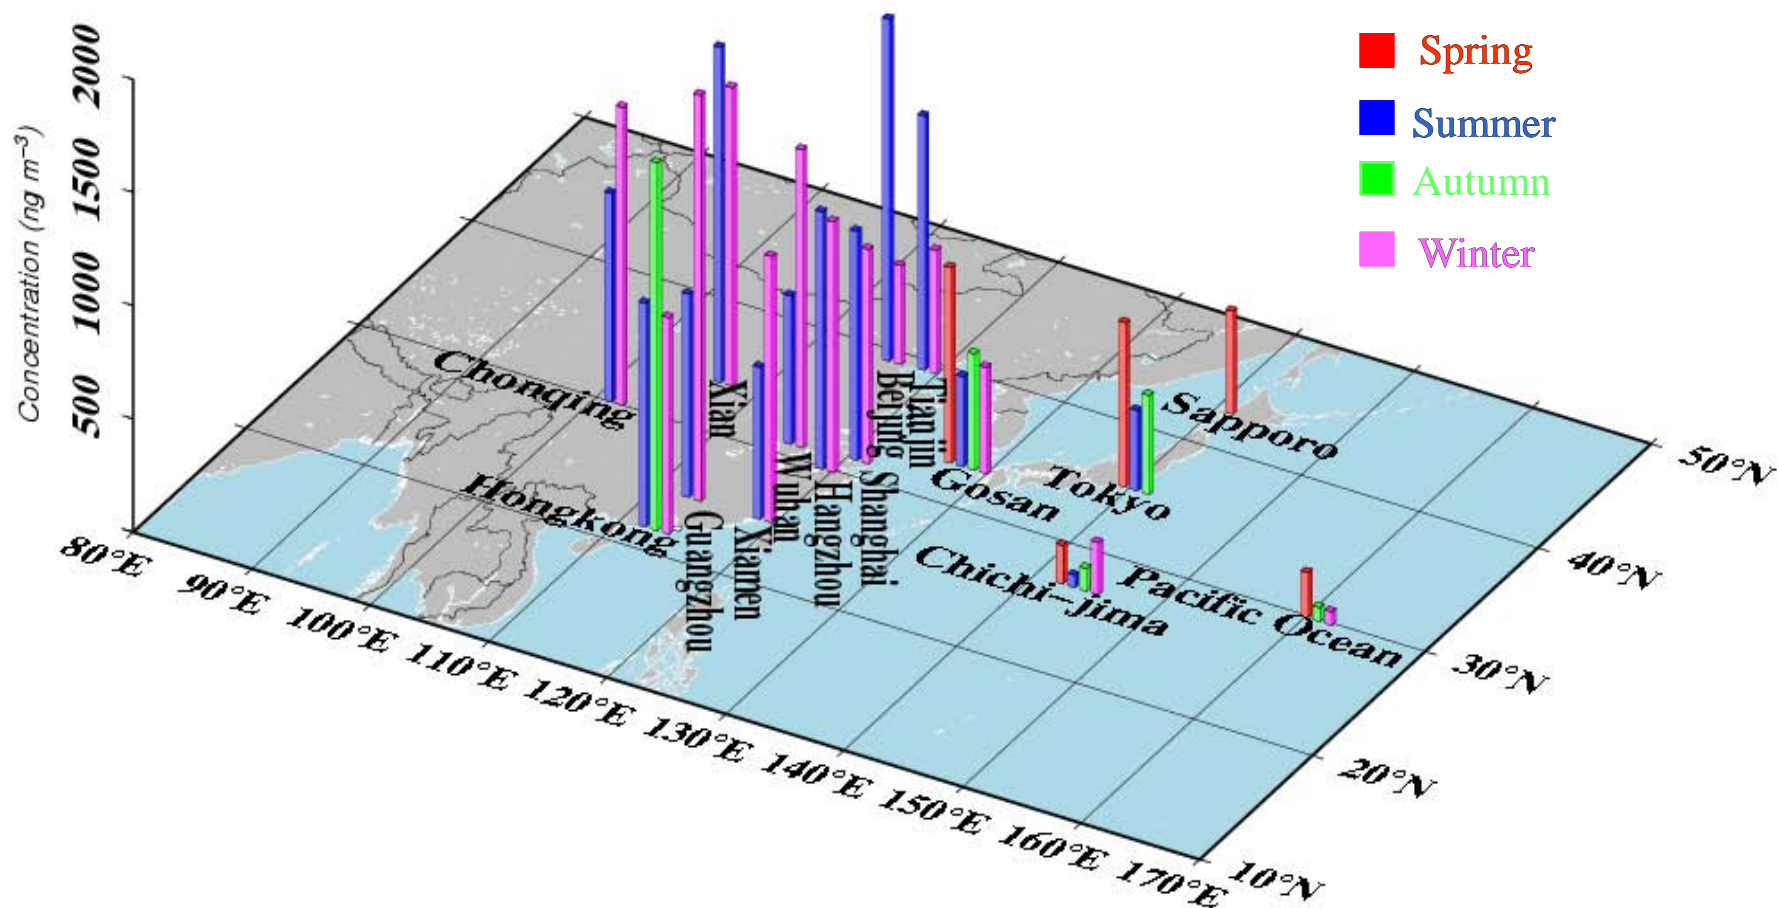 Concentration (ng m⁻³)
2000
1500
1000
500
Spring
Summer
Autumn
Winter
Chonqing
Xian
Beijing
Tianjin
Sapporo
Hongkong
Guangzhou
Xiamen
Wuhan
Hangzhou
Shanghai
Gosan
Tokyo
Chichi-jima
Pacific Ocean
80°E
90°E
100°E
110°E
120°E
130°E
140°E
150°E
160°E
170°E
10°N
20°N
30°N
40°N
50°N